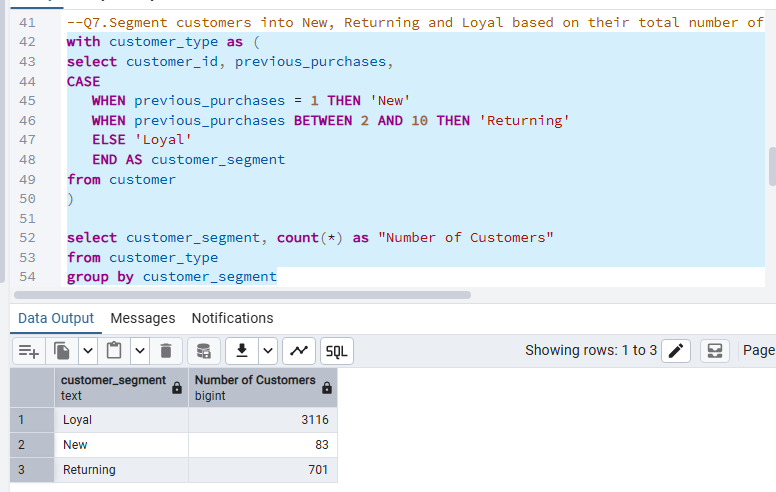 41 --Q7.Segment customers into New, Returning and Loyal based on their total number of
42 with customer_type as (
43 select customer_id, previous_purchases,
44 CASE
45 WHEN previous_purchases = 1 THEN 'New'
46 WHEN previous_purchases BETWEEN 2 AND 10 THEN 'Returning'
47 ELSE 'Loyal'
48 END AS customer_segment
49 from customer
50 )
51
52 select customer_segment, count(*) as "Number of Customers"
53 from customer_type
54 group by customer_segment
Data Output Messages Notifications
SQL Showing rows: 1 to 3 Page
customer_segment Number of Customers
text bigint
1 Loyal 3116
2 New 83
3 Returning 701